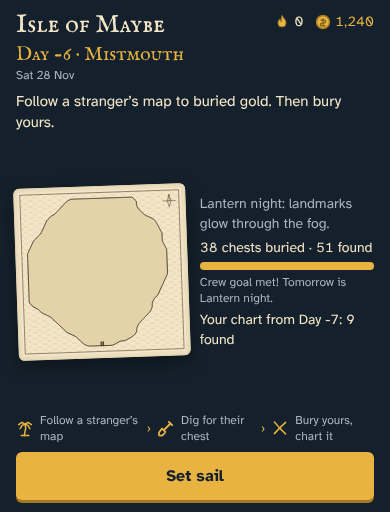 Isle of Maybe
0
1,240
Day -6 · Mistmouth
Sat 28 Nov
Follow a stranger's map to buried gold. Then bury
yours.
Lantern night: landmarks
glow through the fog.
38 chests buried · 51 found
Crew goal met! Tomorrow is
Lantern night.
Your chart from Day -7: 9
found
Follow a stranger's
map
›
Dig for their
chest
›
Bury yours,
chart it
Set sail